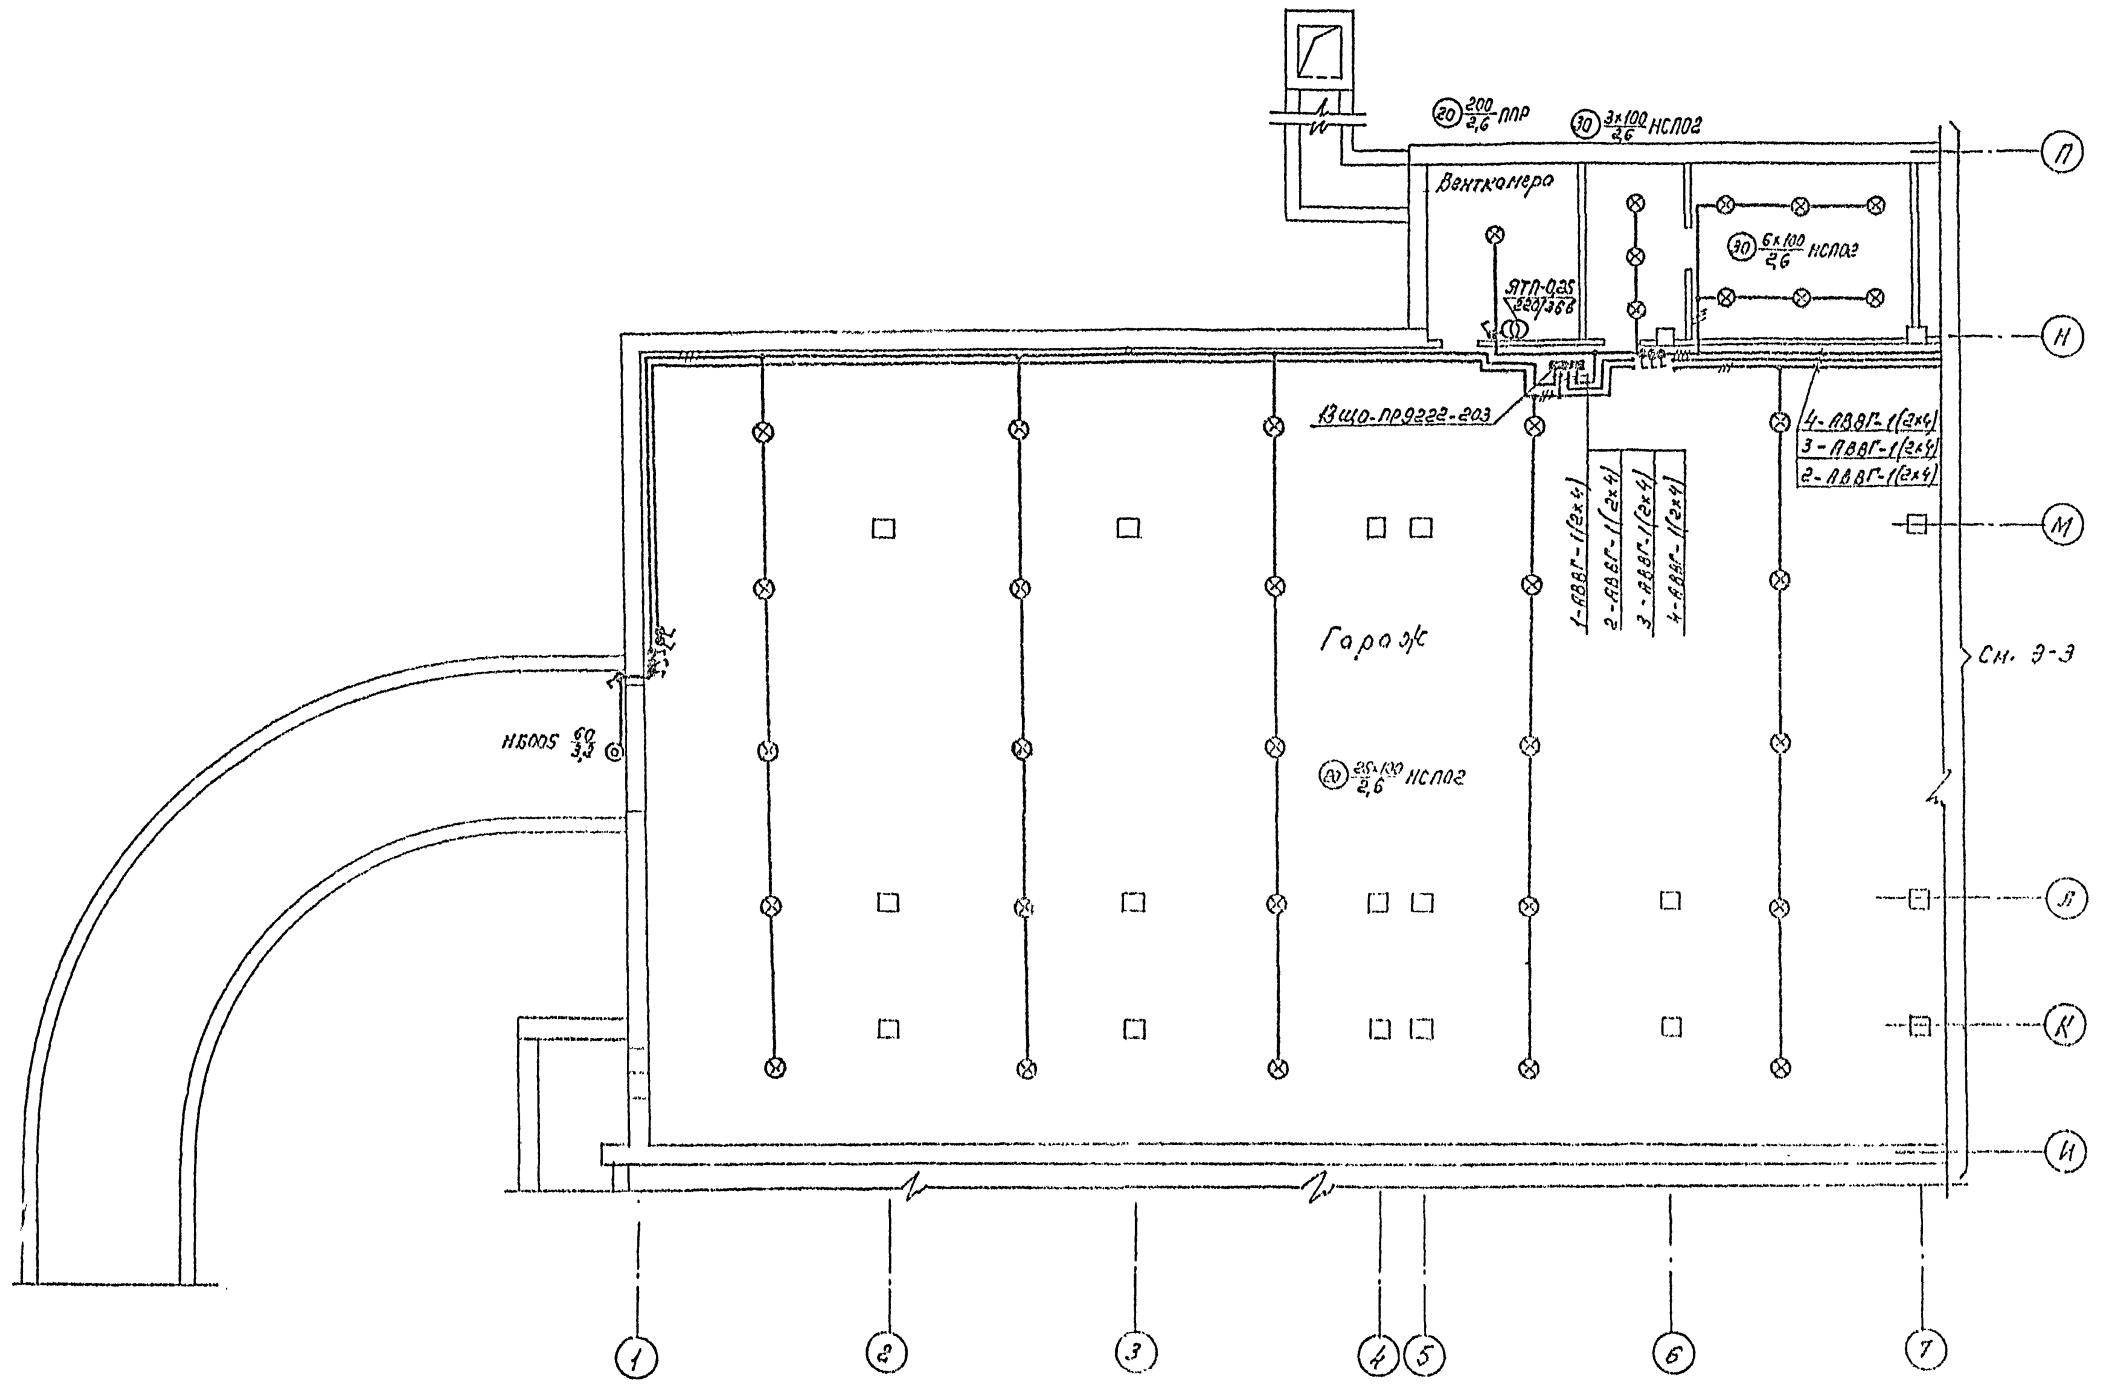 20 200/2,6 ППР
30 3×100/2,6 НСП02
П
Венткамера
30 6×100/2,6 НСП02
ЯТП-0,25
220/36В
Н
13ЩО-ПР9222-203
4-АВВГ-1(2×4)
3-АВВГ-1(2×4)
2-АВВГ-1(2×4)
1-АВВГ-1(2×4)
2-АВВГ-1(2×4)
3-АВВГ-1(2×4)
4-АВВГ-1(2×4)
М
Гараж
См. Э-3
НБ005 60/3,2
25×100/2,6 НСП02
Л
К
И
1
2
3
4
5
6
7